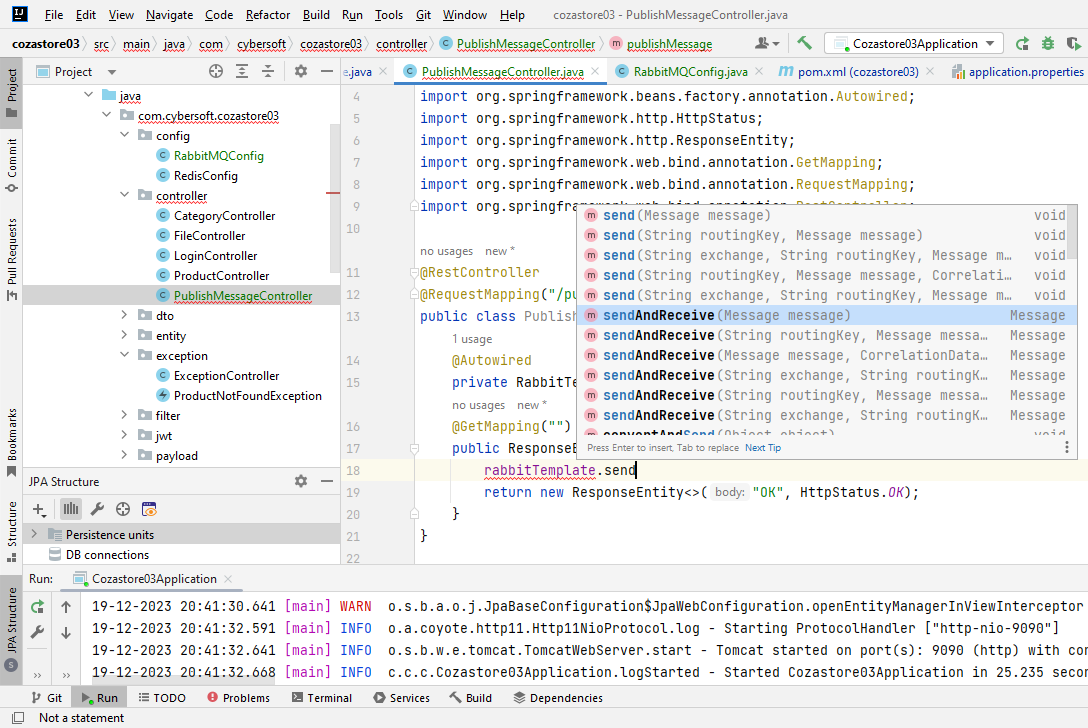 File Edit View Navigate Code Refactor Build Run Tools Git Window Help cozastore03 - PublishMessageController.java
cozastore03 src main java com cybersoft cozastore03 controller PublishMessageController publishMessage Cozastore03Application
Project
e.java PublishMessageController.java RabbitMQConfig.java pom.xml (cozastore03) application.properties
Project
Commit
Pull Requests
Bookmarks
Structure
JPA Structure
java
com.cybersoft.cozastore03
config
RabbitMQConfig
RedisConfig
controller
CategoryController
FileController
LoginController
ProductController
PublishMessageController
dto
entity
exception
ExceptionController
ProductNotFoundException
filter
jwt
payload
JPA Structure
Persistence units
DB connections
4 import org.springframework.beans.factory.annotation.Autowired;
5 import org.springframework.http.HttpStatus;
6 import org.springframework.http.ResponseEntity;
7 import org.springframework.web.bind.annotation.GetMapping;
8 import org.springframework.web.bind.annotation.RequestMapping;
9 import org.springframework.web.bind.annotation.RestController;
10
no usages new *
11 @RestController
12 @RequestMapping("/pu
13 public class Publish
1 usage
14 @Autowired
15 private RabbitTe
no usages new *
16 @GetMapping("")
17 public ResponseE
18 rabbitTemplate.send
19 return new ResponseEntity<>( body: "OK", HttpStatus.OK);
20 }
21 }
22
send(Message message) void
send(String routingKey, Message message) void
send(String exchange, String routingKey, Message m… void
send(String routingKey, Message message, Correlati… void
send(String exchange, String routingKey, Message m… void
sendAndReceive(Message message) Message
sendAndReceive(String routingKey, Message messa… Message
sendAndReceive(Message message, CorrelationData… Message
sendAndReceive(String exchange, String routingK… Message
sendAndReceive(String routingKey, Message messa… Message
sendAndReceive(String exchange, String routingK… Message
convertAndSend(Object object) void
Press Enter to insert, Tab to replace Next Tip
Run: Cozastore03Application
19-12-2023 20:41:30.641 [main] WARN o.s.b.a.o.j.JpaBaseConfiguration$JpaWebConfiguration.openEntityManagerInViewInterceptor
19-12-2023 20:41:32.591 [main] INFO o.a.coyote.http11.Http11NioProtocol.log - Starting ProtocolHandler ["http-nio-9090"]
19-12-2023 20:41:32.641 [main] INFO o.s.b.w.e.tomcat.TomcatWebServer.start - Tomcat started on port(s): 9090 (http) with con
19-12-2023 20:41:32.668 [main] INFO c.c.c.Cozastore03Application.logStarted - Started Cozastore03Application in 25.235 secon
Git Run TODO Problems Terminal Services Build Dependencies
Not a statement